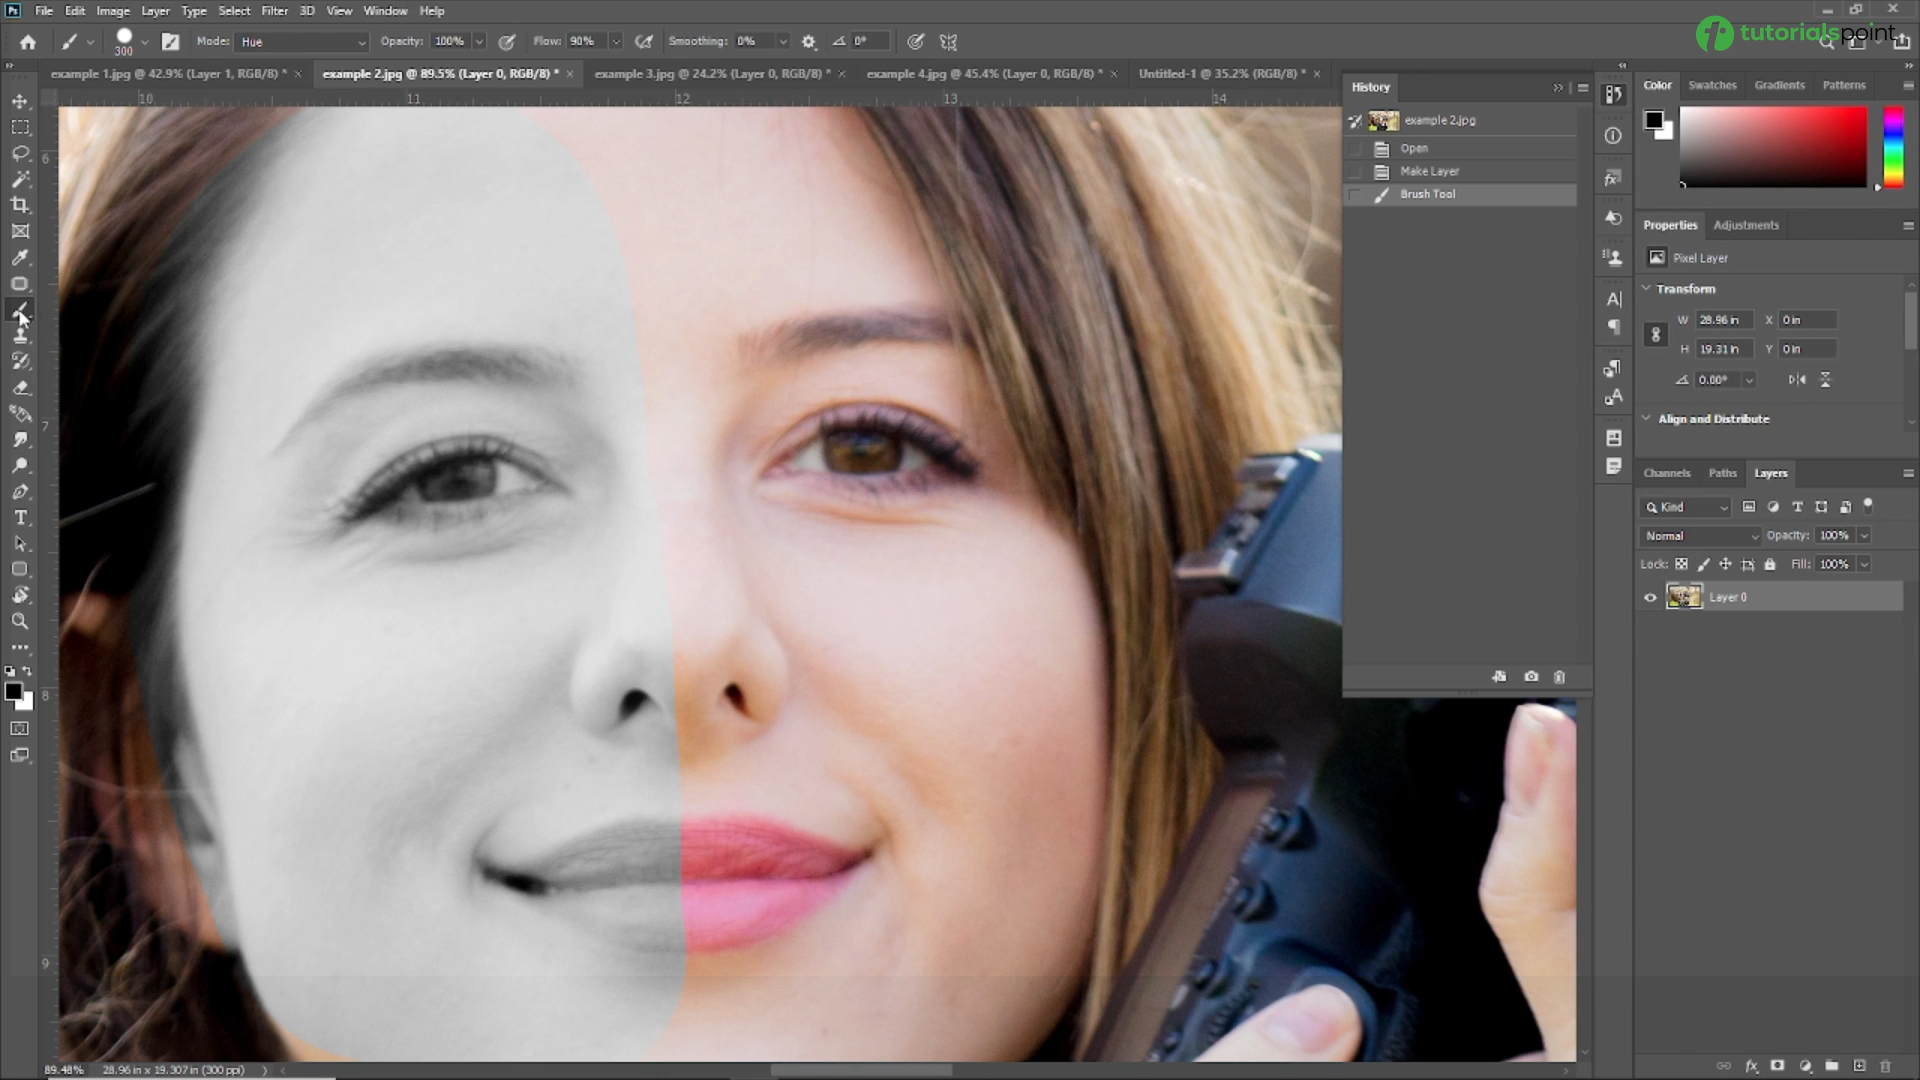 Ps File Edit Image Layer Type Select Filter 3D View Window Help
300 Mode: Hue Opacity: 100% Flow: 90% Smoothing: 0% 0°
tutorialspoint
example 1.jpg @ 42.9% (Layer 1, RGB/8) * × example 2.jpg @ 89.5% (Layer 0, RGB/8) * × example 3.jpg @ 24.2% (Layer 0, RGB/8) * × example 4.jpg @ 45.4% (Layer 0, RGB/8) * × Untitled-1 @ 35.2% (RGB/8) * ×
10 11 12 13 14
6
7
8
9
History
example 2.jpg
Open
Make Layer
Brush Tool
Color Swatches Gradients Patterns
Properties Adjustments
Pixel Layer
Transform
W 28.96 in X 0 in
H 19.31 in Y 0 in
0.00°
Align and Distribute
Channels Paths Layers
Kind
Normal Opacity: 100%
Lock: Fill: 100%
Layer 0
89.48% 28.96 in x 19.307 in (300 ppi)